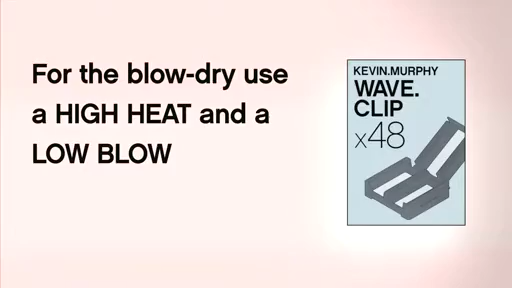 For the blow-dry use
a HIGH HEAT and a
LOW BLOW
KEVIN.MURPHY
WAVE.
CLIP
x48